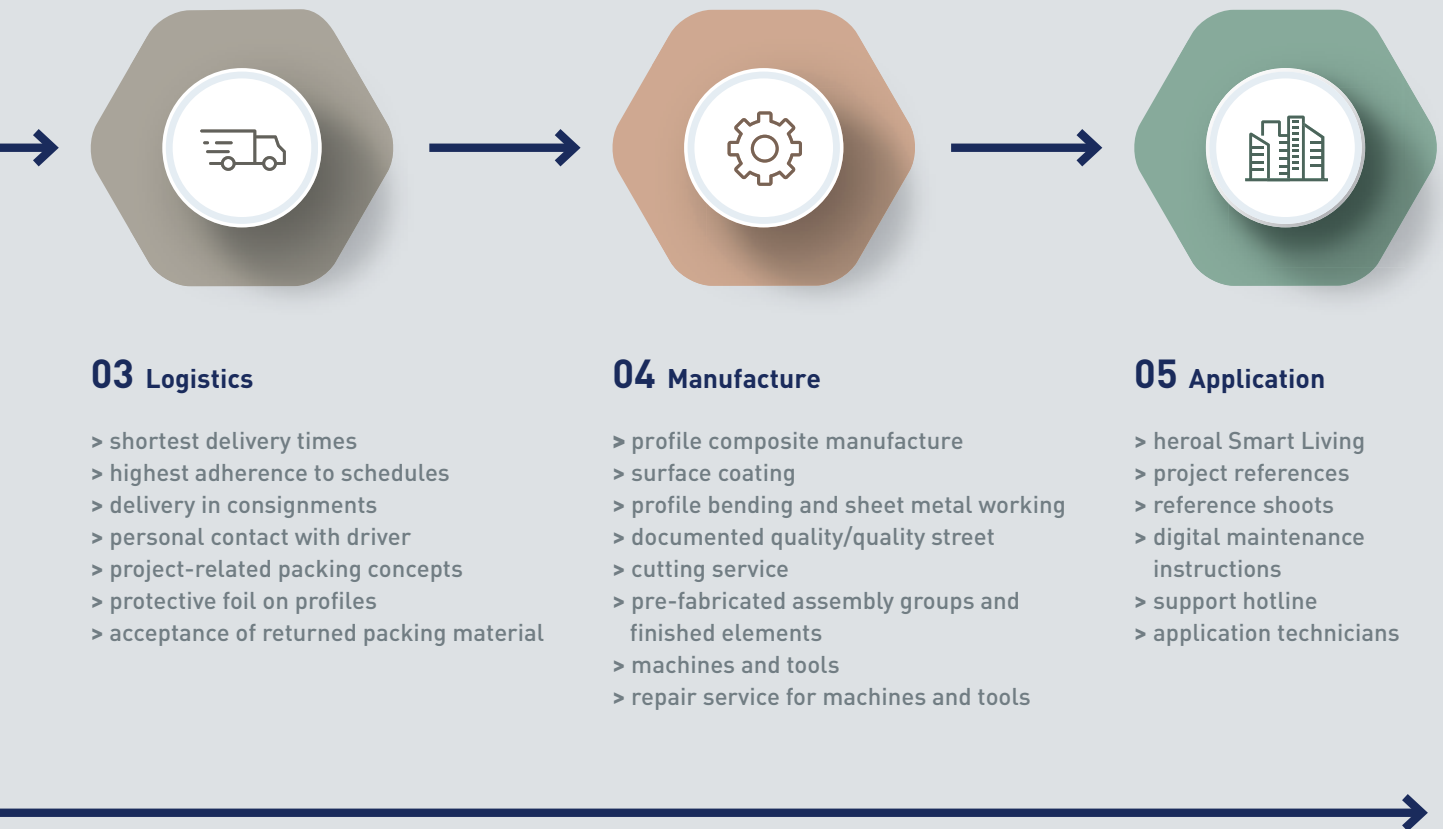 03 Logistics
> shortest delivery times
> highest adherence to schedules
> delivery in consignments
> personal contact with driver
> project-related packing concepts
> protective foil on profiles
> acceptance of returned packing material
04 Manufacture
> profile composite manufacture
> surface coating
> profile bending and sheet metal working
> documented quality/quality street
> cutting service
> pre-fabricated assembly groups and
finished elements
> machines and tools
> repair service for machines and tools
05 Application
> heroal Smart Living
> project references
> reference shoots
> digital maintenance
instructions
> support hotline
> application technicians